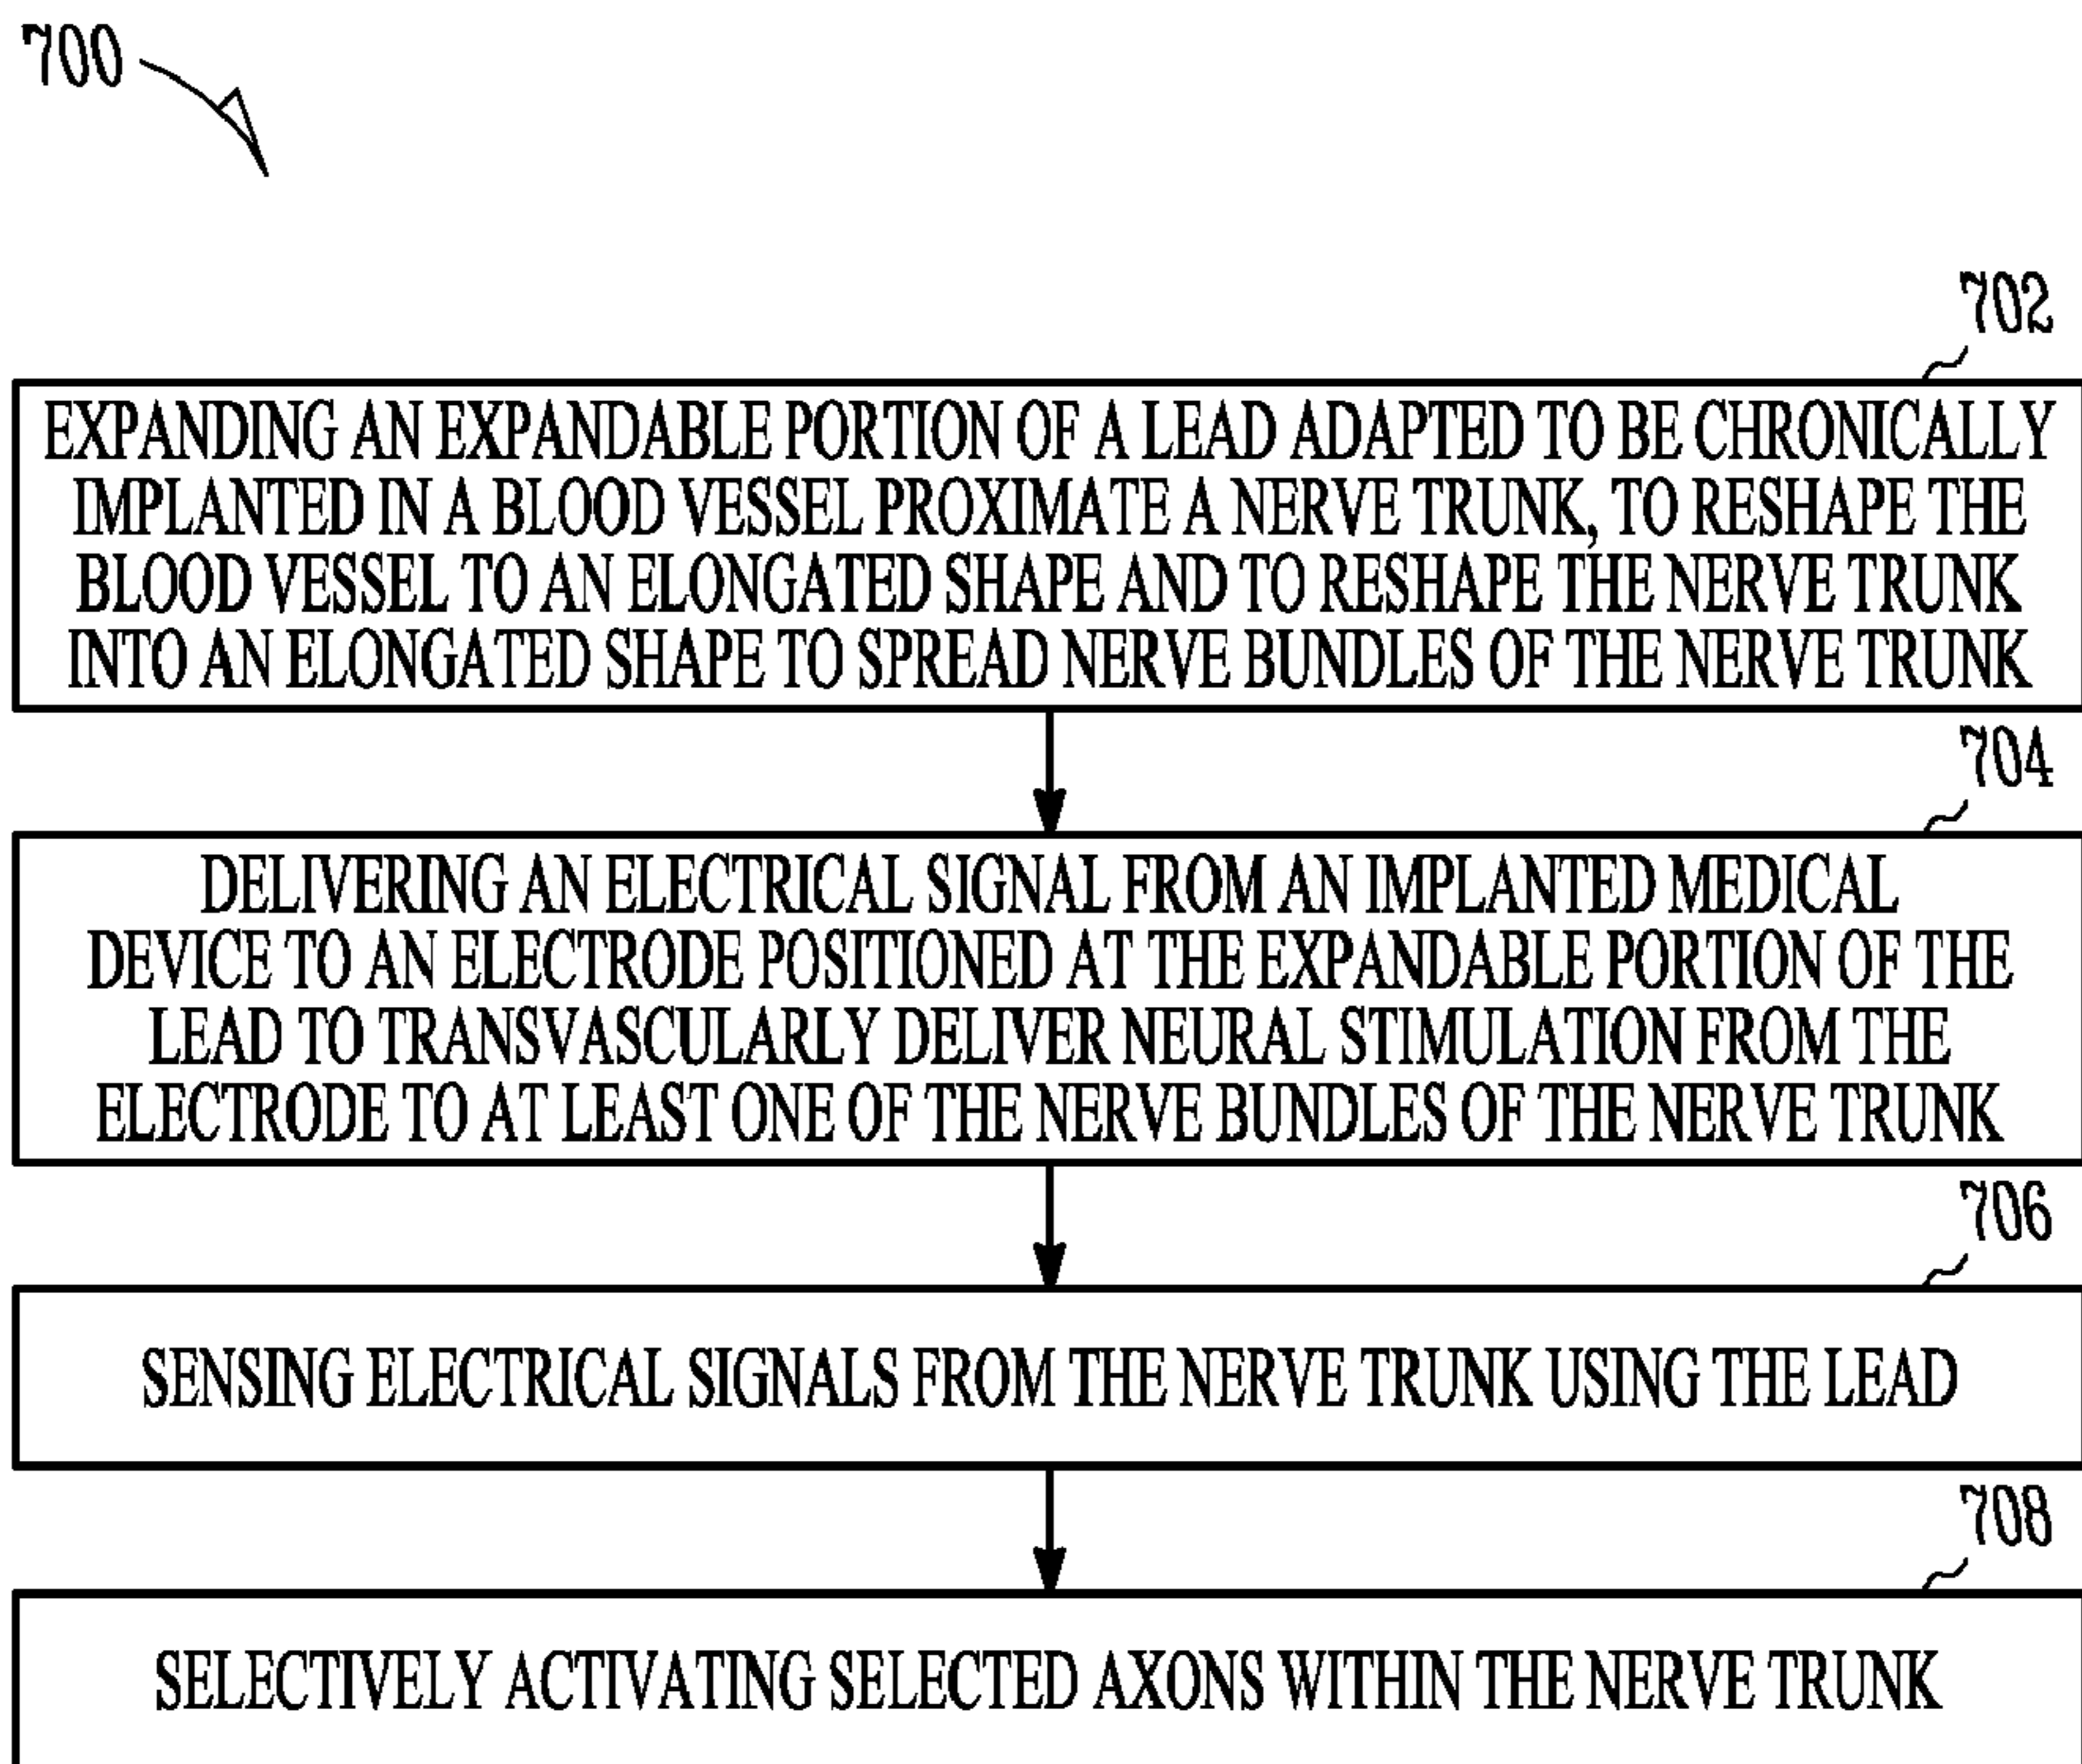 700
702
EXPANDING AN EXPANDABLE PORTION OF A LEAD ADAPTED TO BE CHRONICALLY
IMPLANTED IN A BLOOD VESSEL PROXIMATE A NERVE TRUNK, TO RESHAPE THE
BLOOD VESSEL TO AN ELONGATED SHAPE AND TO RESHAPE THE NERVE TRUNK
INTO AN ELONGATED SHAPE TO SPREAD NERVE BUNDLES OF THE NERVE TRUNK
704
DELIVERING AN ELECTRICAL SIGNAL FROM AN IMPLANTED MEDICAL
DEVICE TO AN ELECTRODE POSITIONED AT THE EXPANDABLE PORTION OF THE
LEAD TO TRANSVASCULARLY DELIVER NEURAL STIMULATION FROM THE
ELECTRODE TO AT LEAST ONE OF THE NERVE BUNDLES OF THE NERVE TRUNK
706
SENSING ELECTRICAL SIGNALS FROM THE NERVE TRUNK USING THE LEAD
708
SELECTIVELY ACTIVATING SELECTED AXONS WITHIN THE NERVE TRUNK